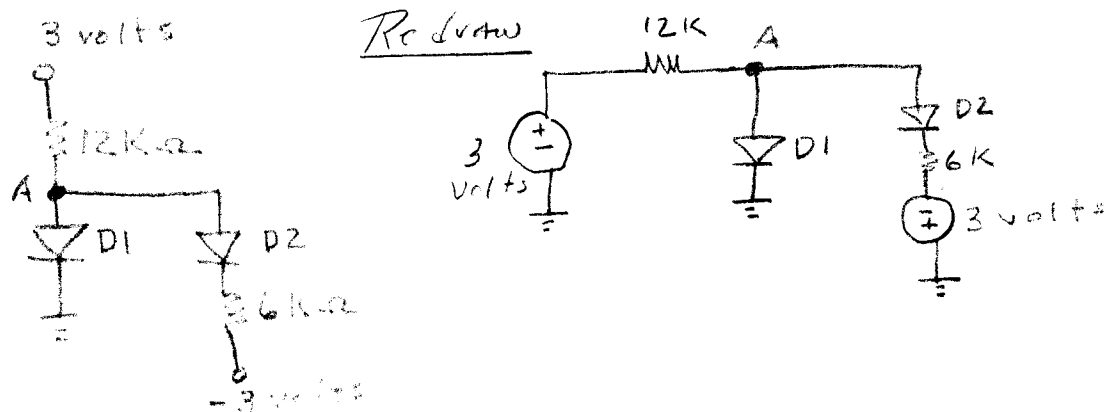 3 volts
12KΩ
A
D1
D2
6KΩ
-3 volts
Redraw
12K
A
3
volts
+
-
D1
D2
6K
-
+
3 volts